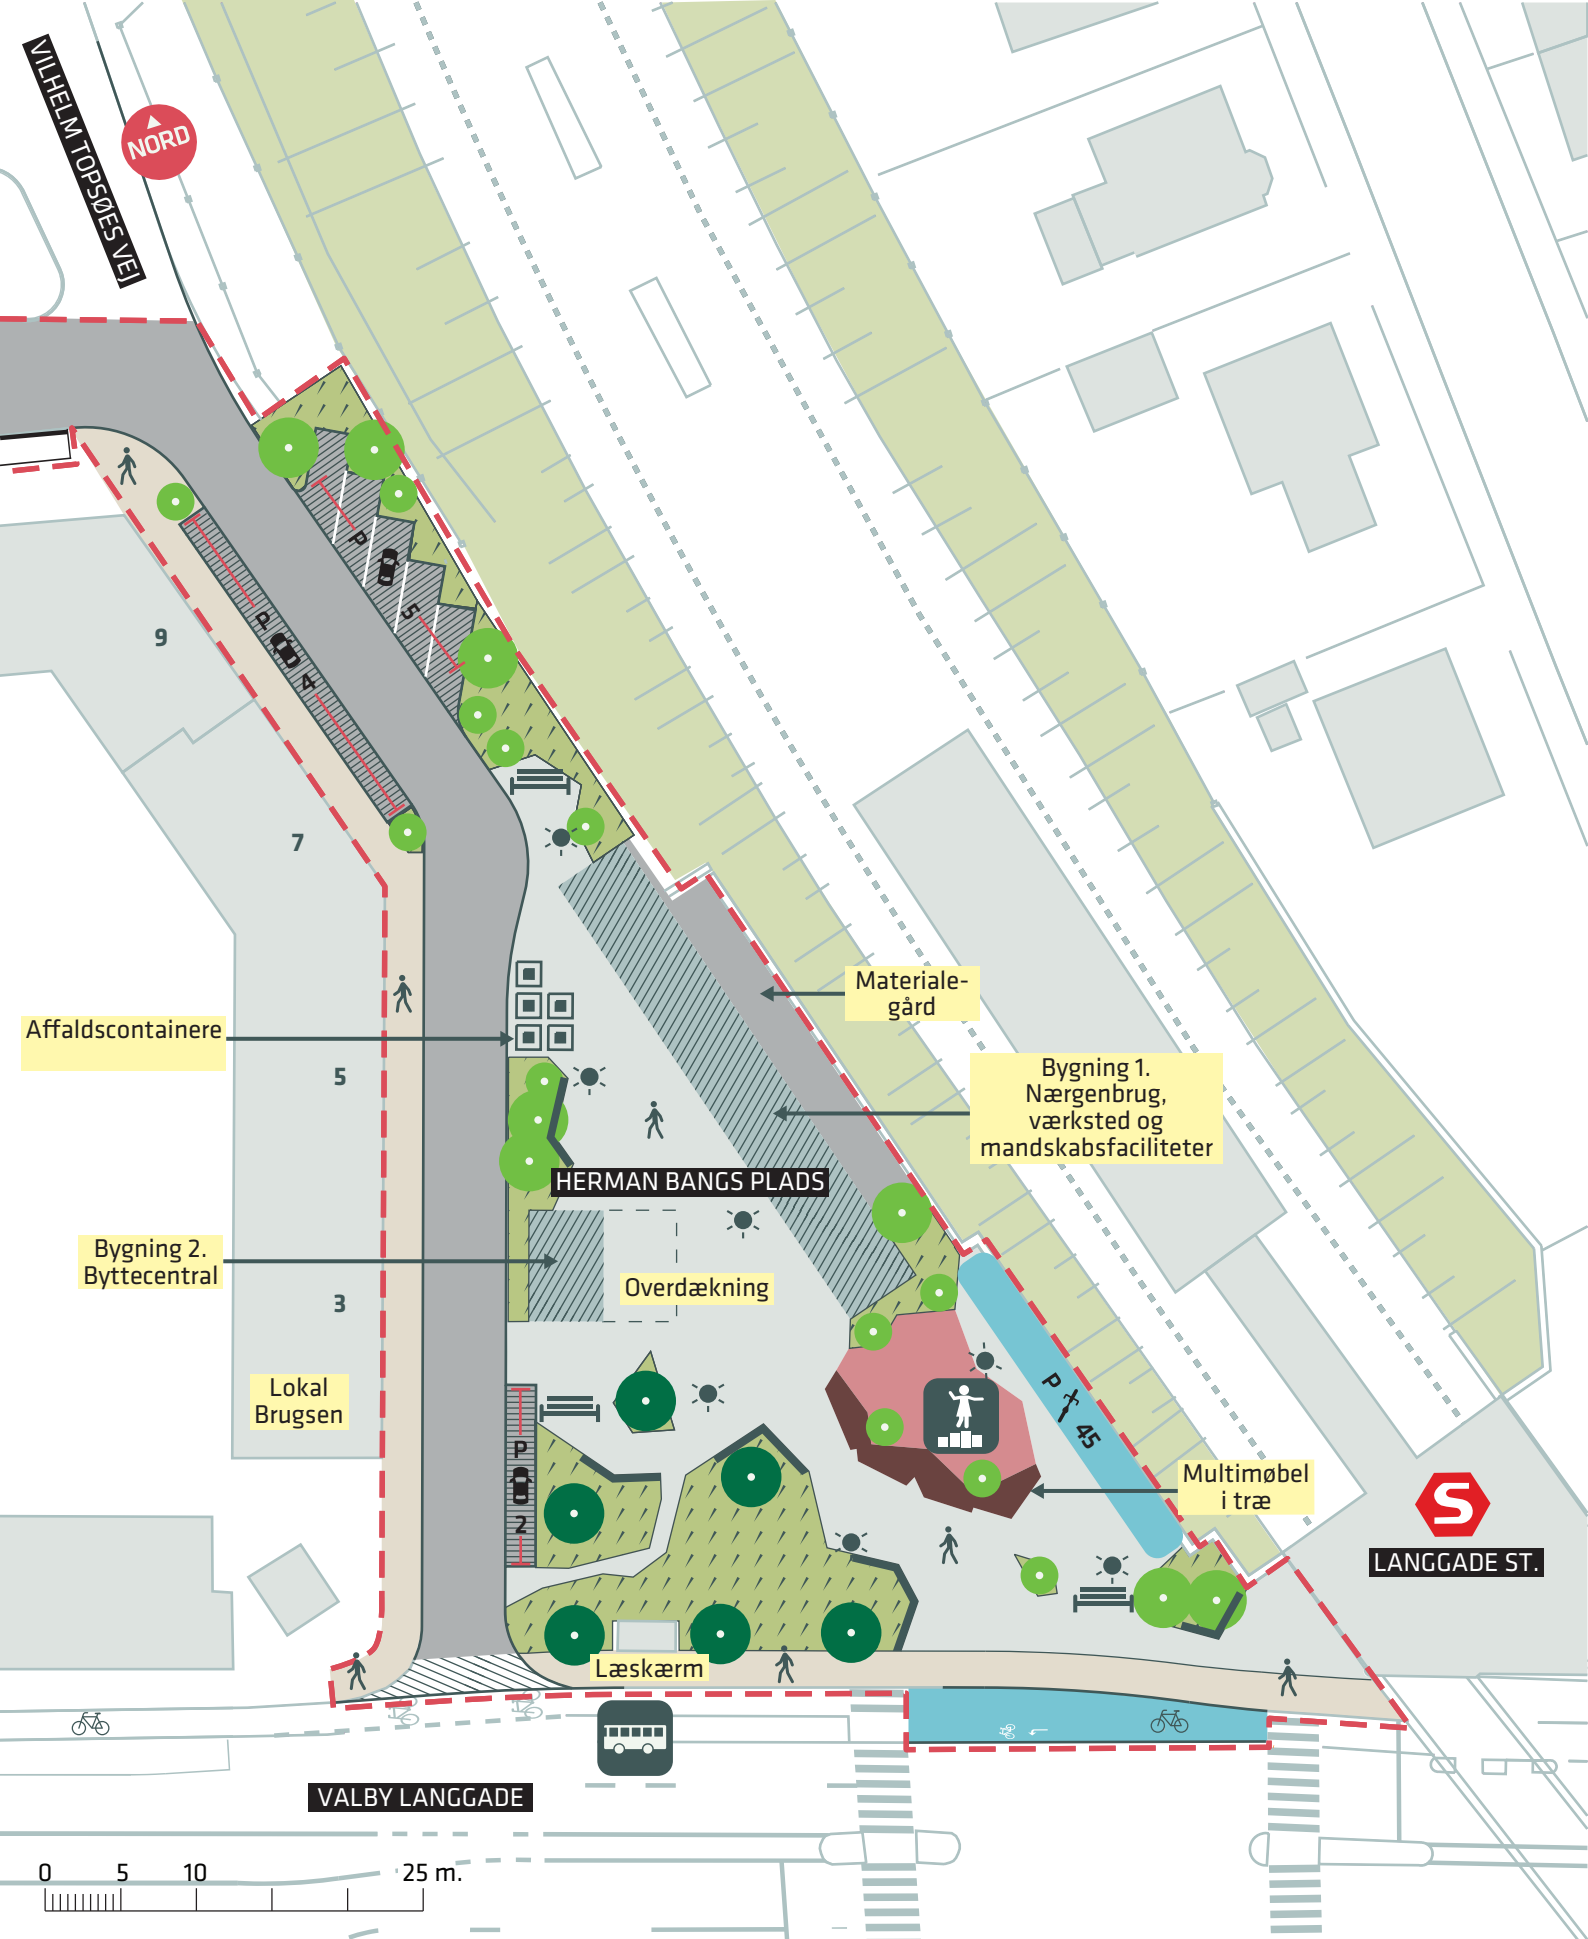 VILHELM TOPSØES VEJ
NORD
P
5
P
4
9
7
5
3
Materiale-
gård
Affaldscontainere
Bygning 1.
Nærgenbrug,
værksted og
mandskabsfaciliteter
HERMAN BANGS PLADS
Bygning 2.
Byttecentral
Overdækning
Lokal
Brugsen
P
2
P
45
Multimøbel
i træ
S
LANGGADE ST.
Læskærm
VALBY LANGGADE
0 5 10 25 m.